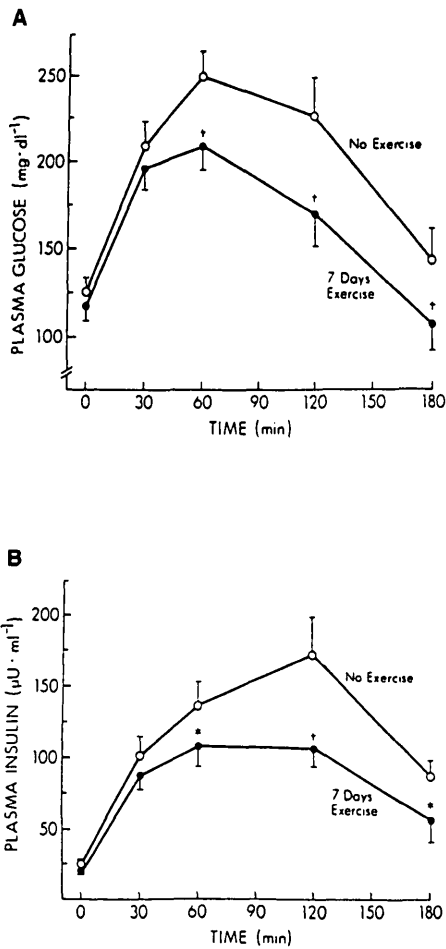 A
PLASMA GLUCOSE (mg·dl⁻¹)
250
200
150
100
†
†
†
No Exercise
7 Days
Exercise
0 30 60 90 120 150 180
TIME (min)
B
PLASMA INSULIN (µU·ml⁻¹)
200
150
100
50
*
†
*
No Exercise
7 Days
Exercise
0 30 60 90 120 150 180
TIME (min)